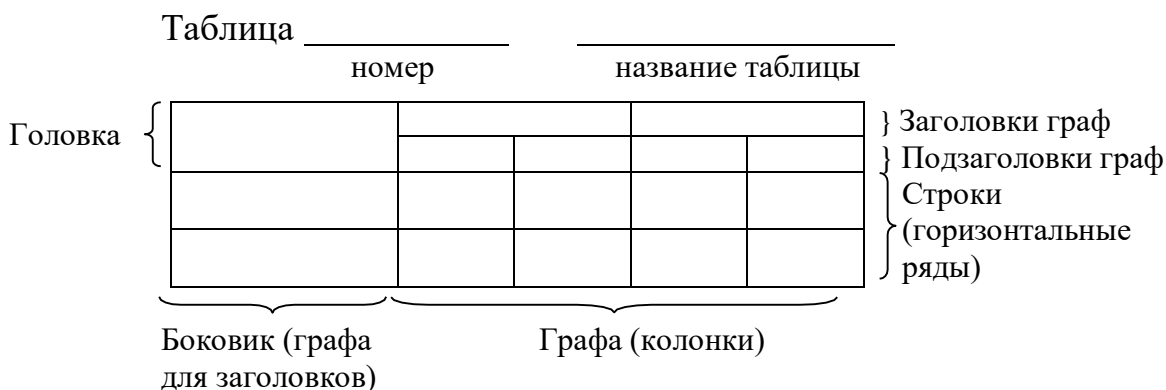 Таблица
номер
название таблицы
Головка
} Заголовки граф
} Подзаголовки граф
Строки
(горизонтальные
ряды)
Боковик (графа
для заголовков)
Графа (колонки)